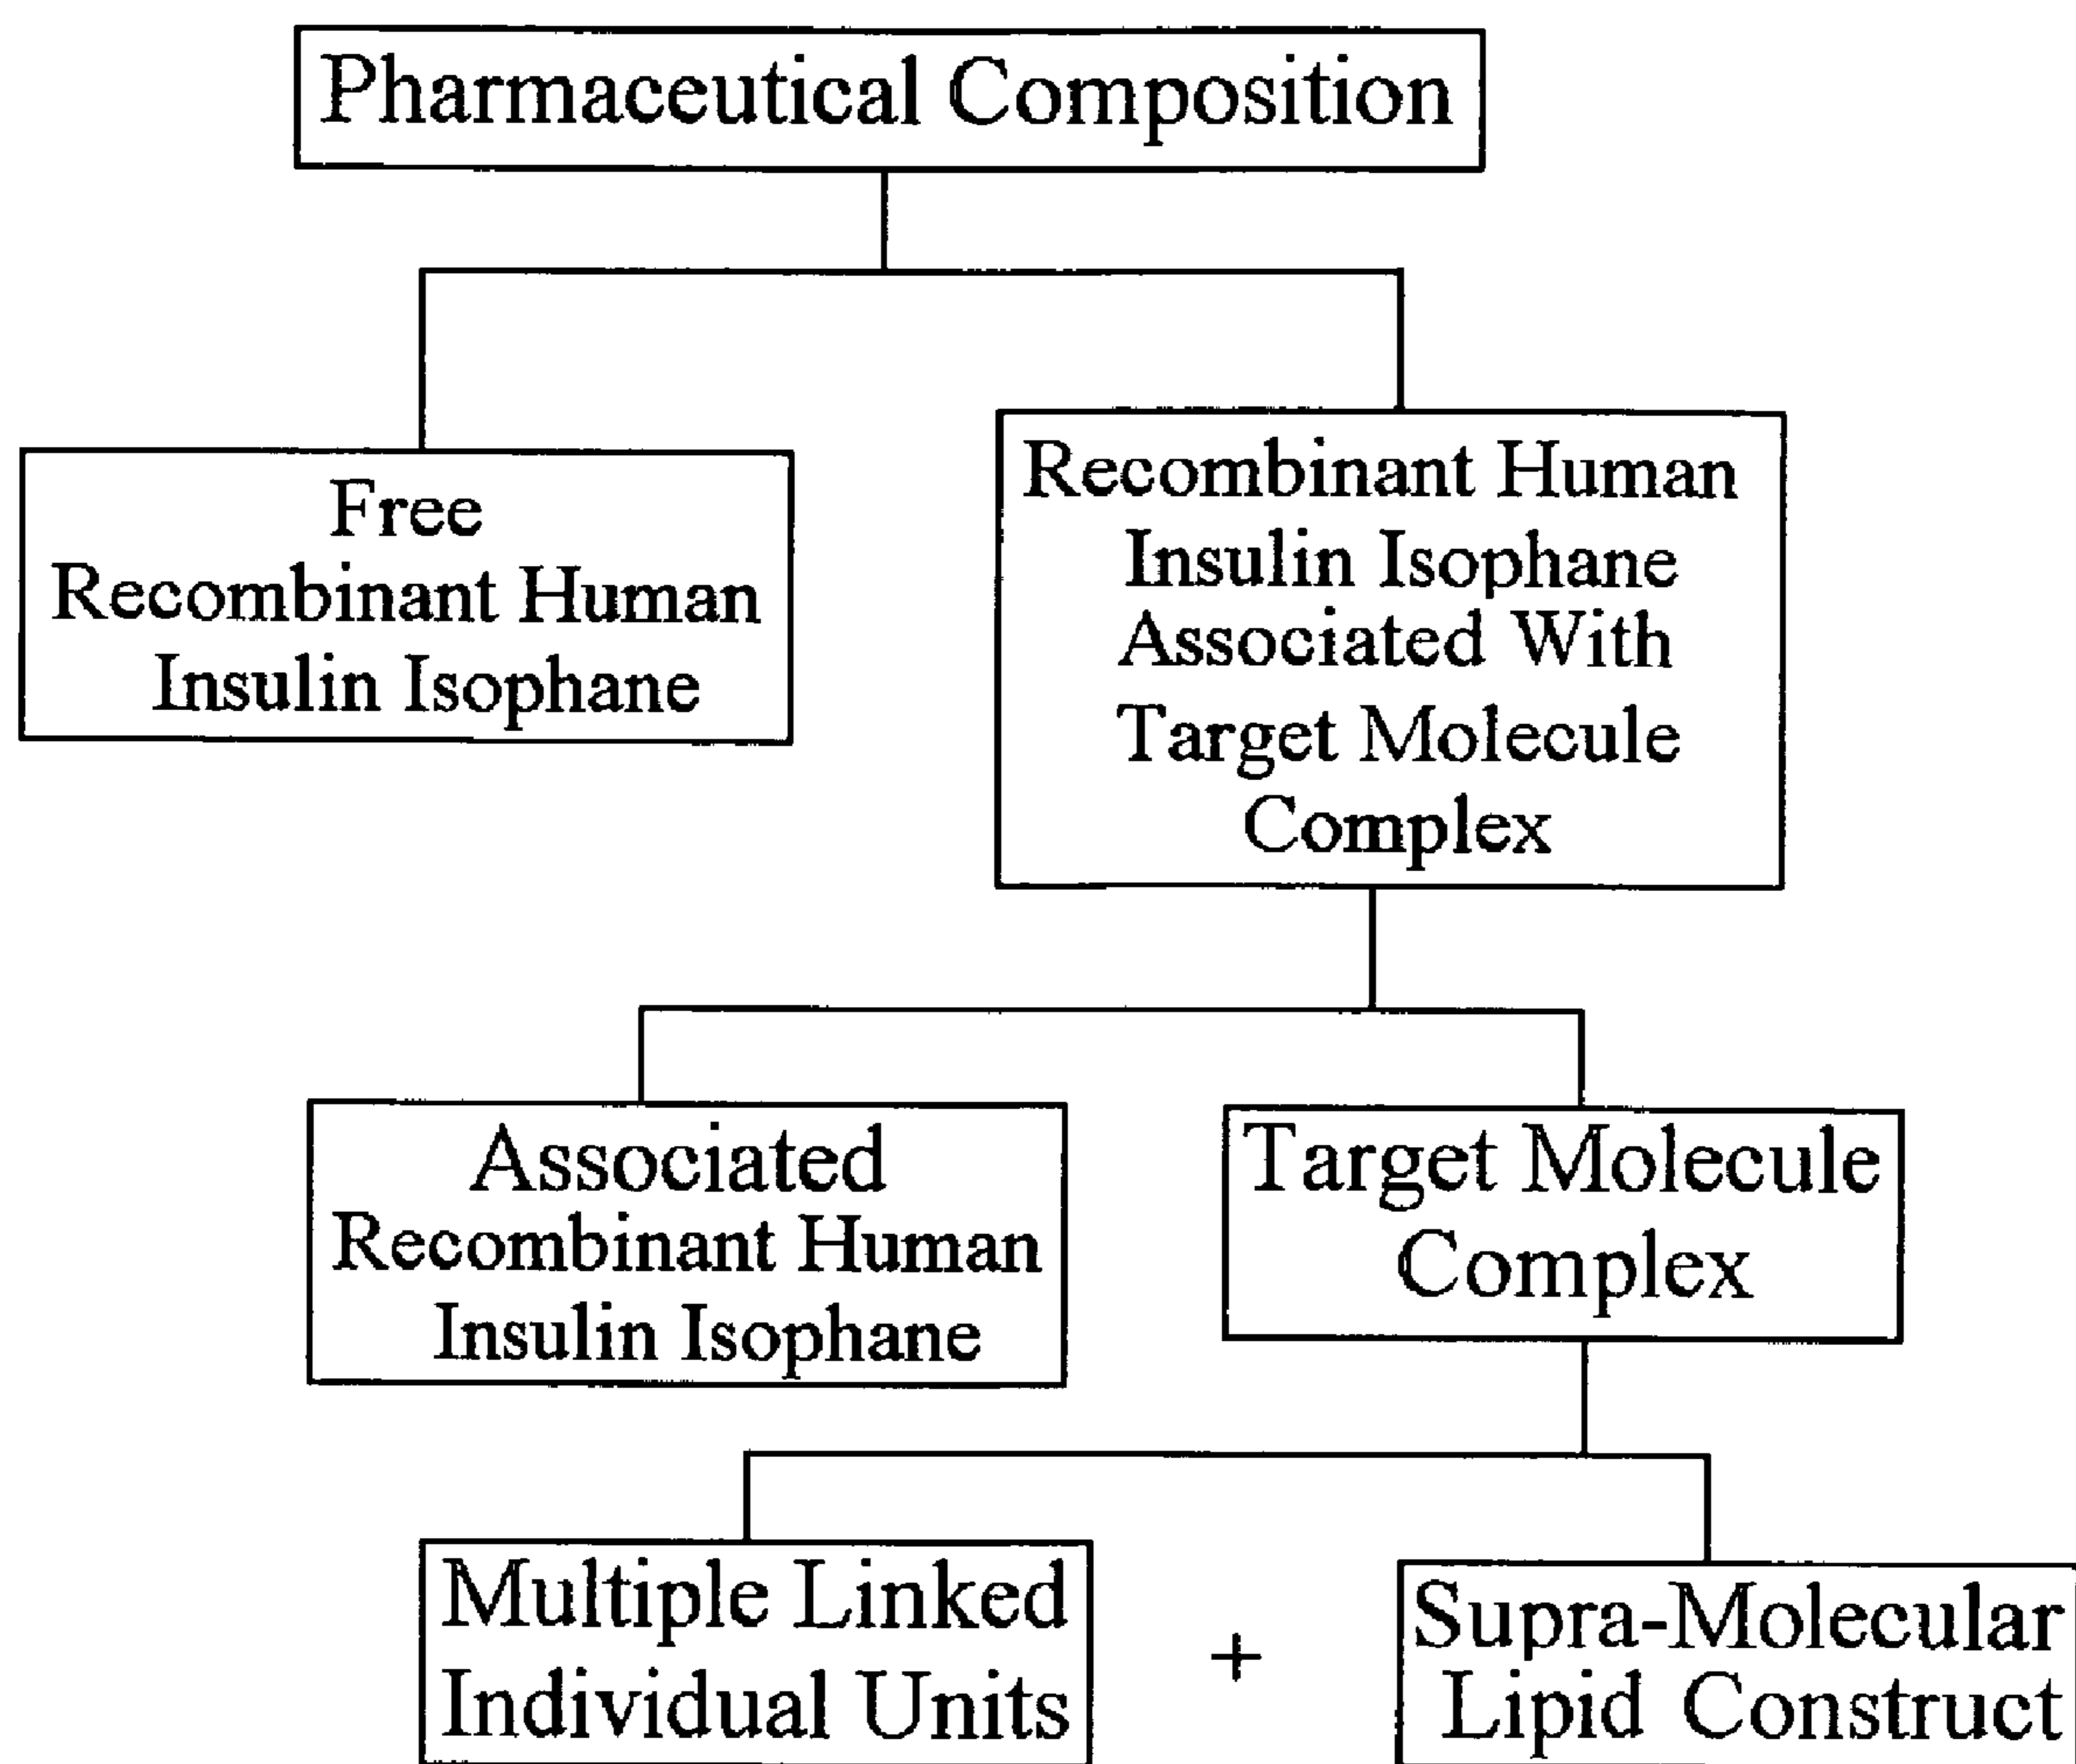 Pharmaceutical Composition
Free
Recombinant Human
Insulin Isophane
Recombinant Human
Insulin Isophane
Associated With
Target Molecule
Complex
Associated
Recombinant Human
Insulin Isophane
Target Molecule
Complex
Multiple Linked
Individual Units
+
Supra-Molecular
Lipid Construct